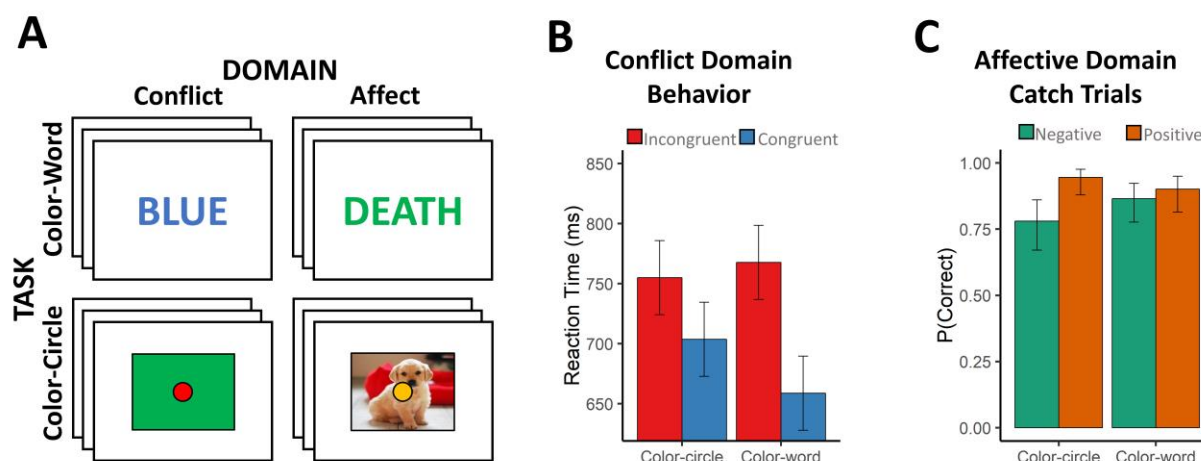 A
DOMAIN
Conflict Affect
TASK
Color-Word
BLUE
DEATH
Color-Circle
B
Conflict Domain
Behavior
Incongruent Congruent
Reaction Time (ms)
850
800
750
700
650
Color-circle Color-word
C
Affective Domain
Catch Trials
Negative Positive
P(Correct)
1.00
0.75
0.50
0.25
0.00
Color-circle Color-word